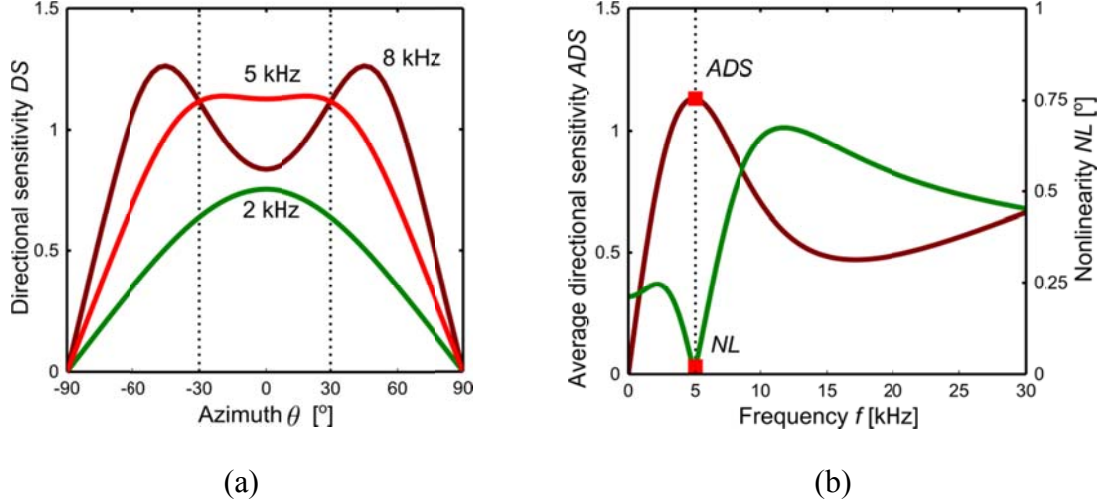 Directional sensitivity DS
1.5
1
0.5
0
8 kHz
5 kHz
2 kHz
-90 -60 -30 0 30 60 90
Azimuth θ [º]
(a)
Average directional sensitivity ADS
1.5
1
0.5
0
ADS
NL
1
0.75
0.5
0.25
0
Nonlinearity NL [º]
0 5 10 15 20 25 30
Frequency f [kHz]
(b)